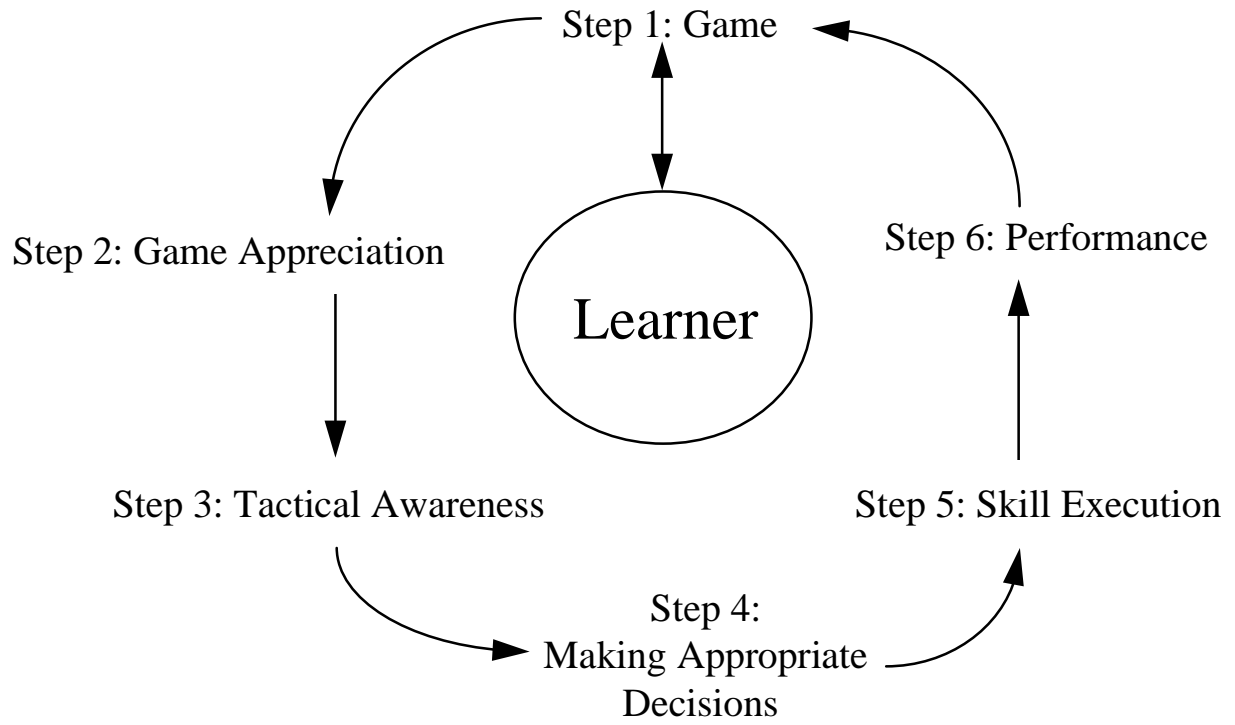 Step 1: Game
Step 2: Game Appreciation
Step 6: Performance
Learner
Step 3: Tactical Awareness
Step 5: Skill Execution
Step 4:
Making Appropriate
Decisions